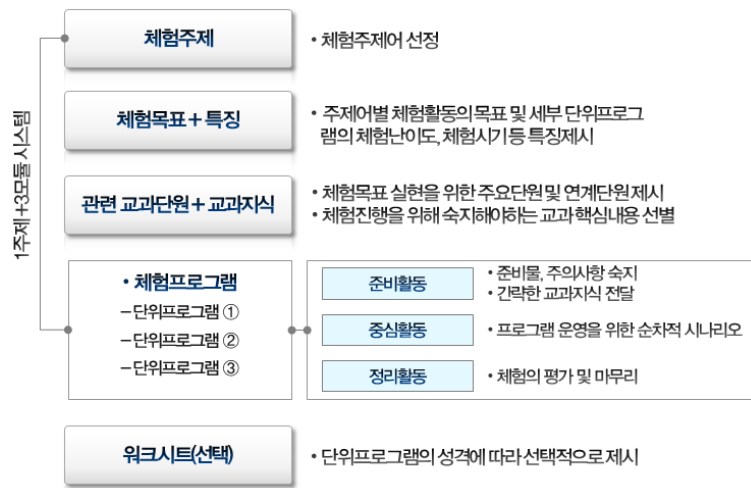 체험주제
• 체험주제어 선정
체험목표 + 특징
• 주제어별 체험활동의 목표 및 세부 단위프로그
램의 체험난이도, 체험시기 등 특징제시
관련 교과단원 + 교과지식
• 체험목표 실현을 위한 주요단원 및 연계단원 제시
• 체험진행을 위해 숙지해야하는 교과 핵심내용 선별
1주제 +3모듈 시스템
• 체험프로그램
– 단위프로그램 ①
– 단위프로그램 ②
– 단위프로그램 ③
준비활동
• 준비물, 주의사항 숙지
• 간략한 교과지식 전달
중심활동
• 프로그램 운영을 위한 순차적 시나리오
정리활동
• 체험의 평가 및 마무리
워크시트(선택)
• 단위프로그램의 성격에 따라 선택적으로 제시